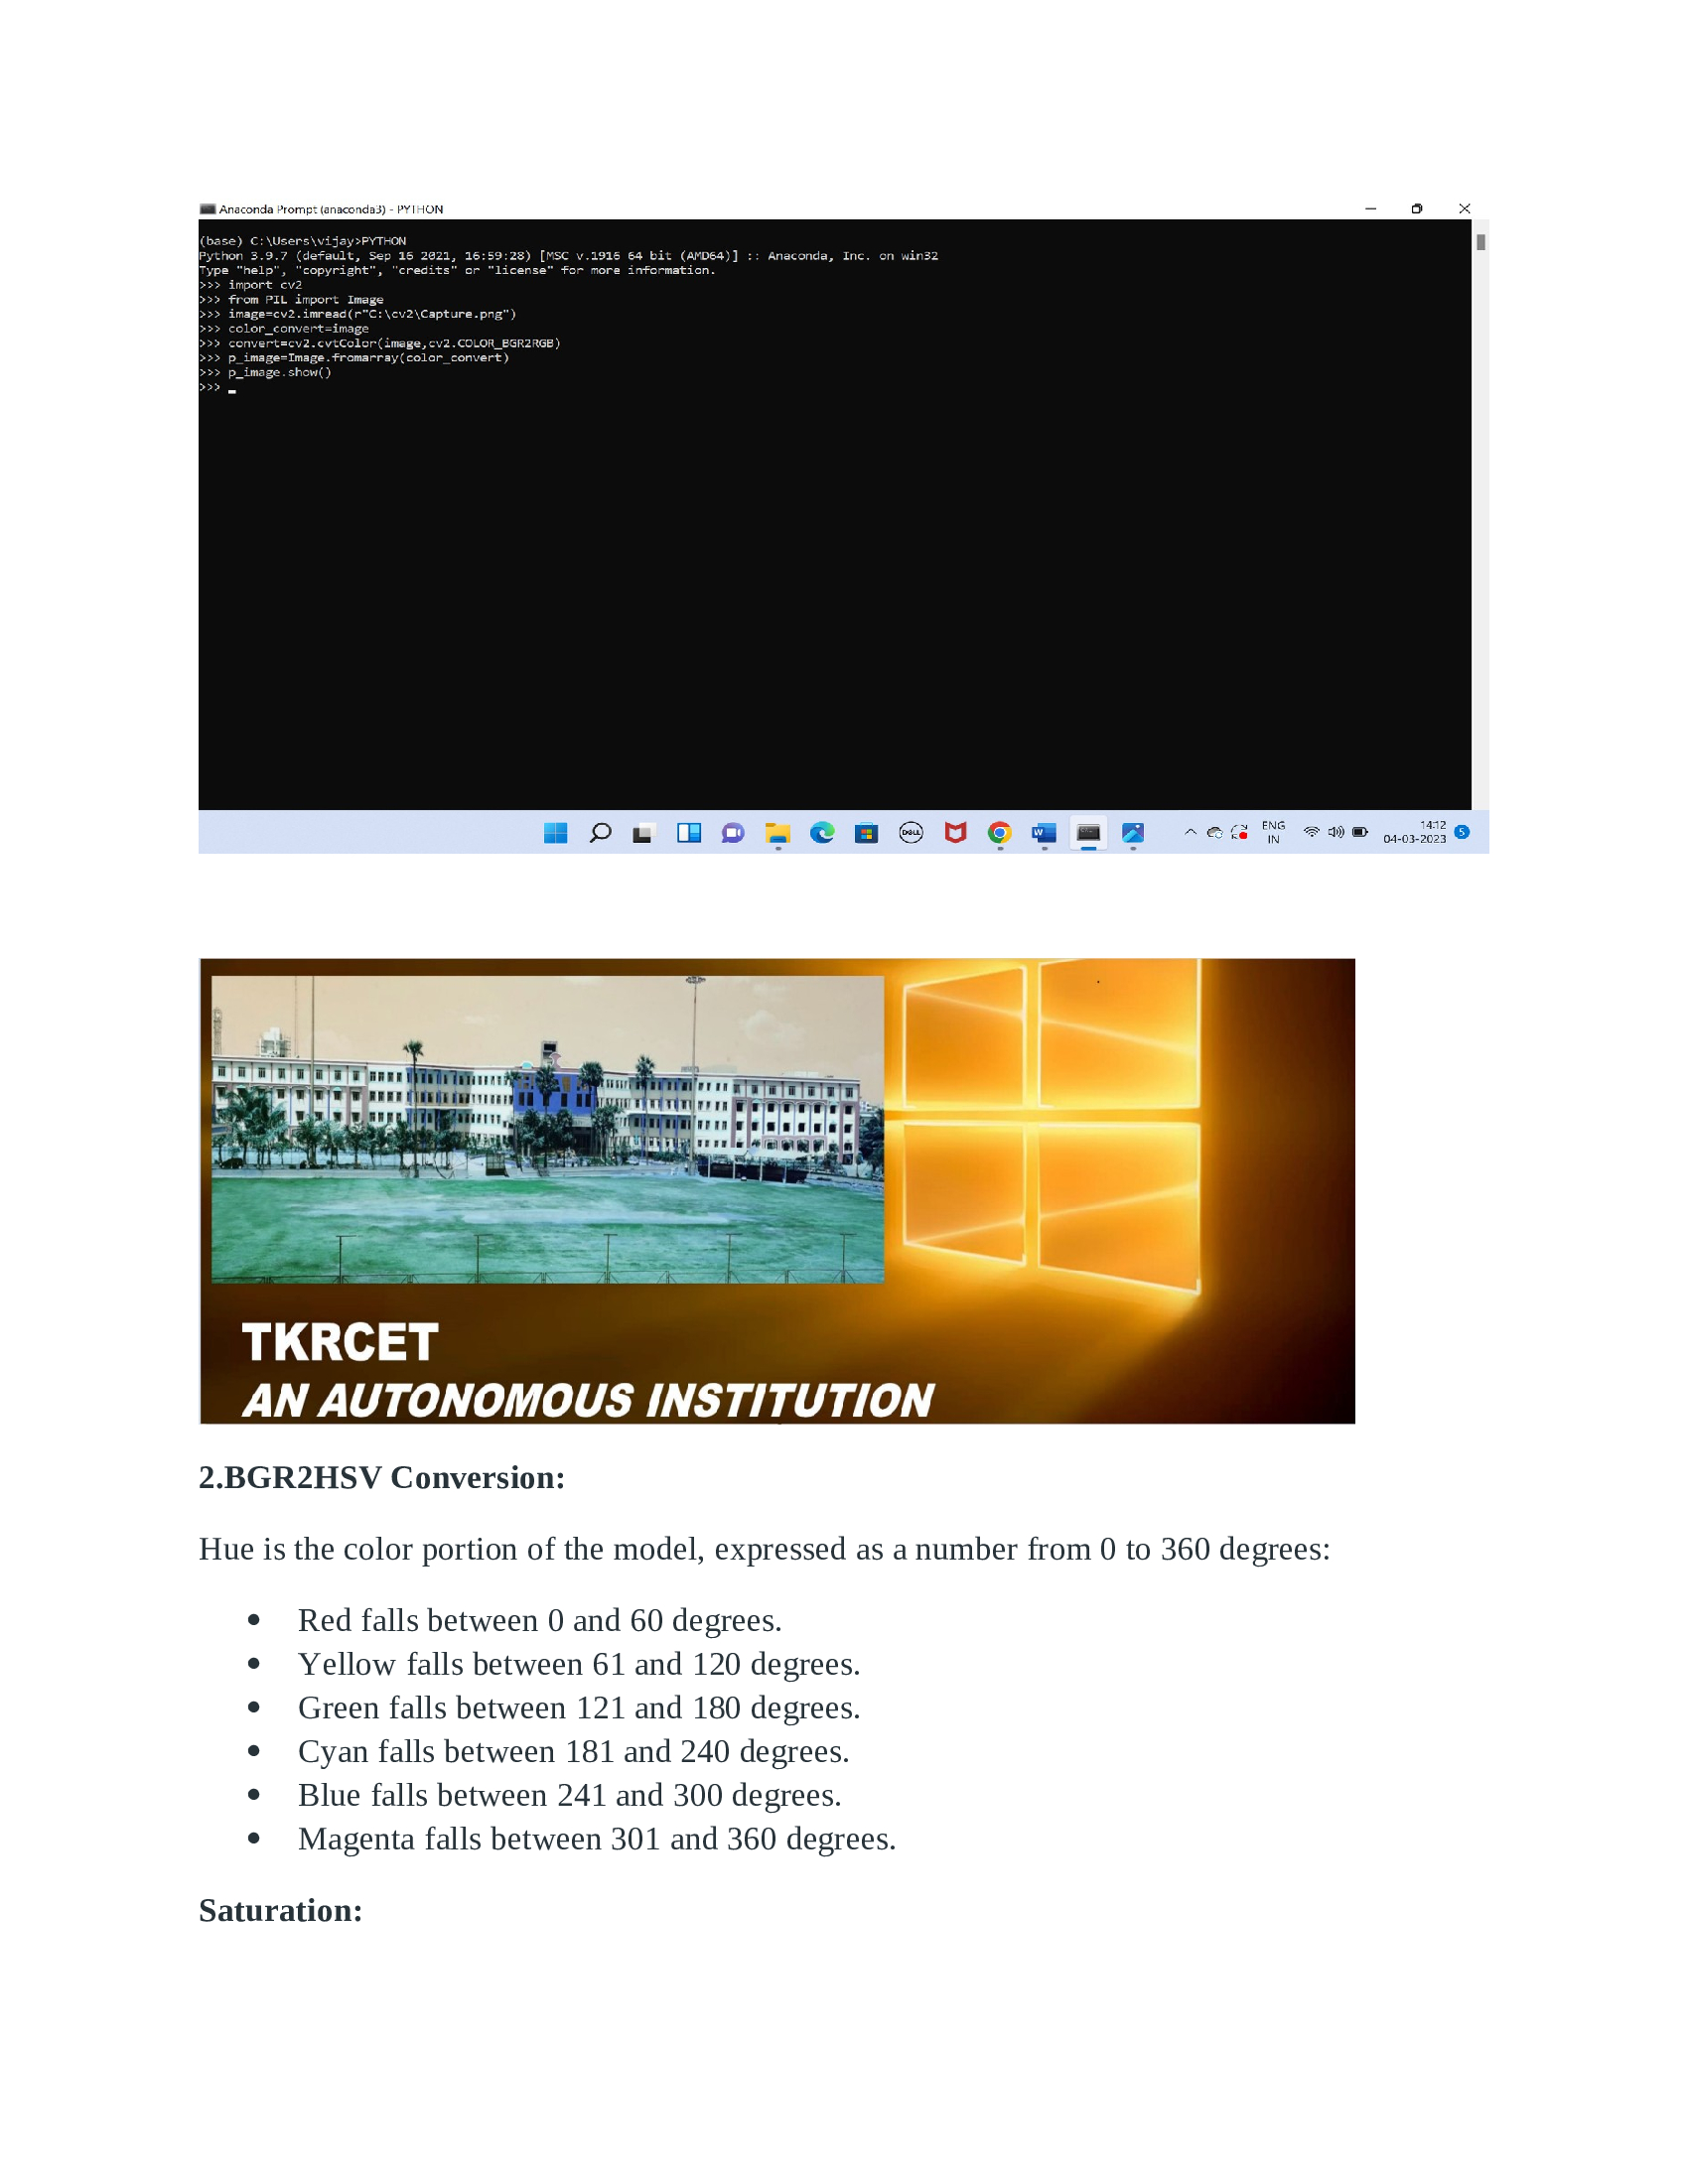 Anaconda Prompt (anaconda3) - PYTHON
(base) C:\Users\vijay>PYTHON
Python 3.9.7 (default, Sep 16 2021, 16:59:28) [MSC v.1916 64 bit (AMD64)] :: Anaconda, Inc. on win32
Type "help", "copyright", "credits" or "license" for more information.
>>> import cv2
>>> from PIL import Image
>>> image=cv2.imread(r"C:\cv2\Capture.png")
>>> color_convert=image
>>> convert=cv2.cvtColor(image,cv2.COLOR_BGR2RGB)
>>> p_image=Image.fromarray(color_convert)
>>> p_image.show()
>>> _
DELL
W
ENG
IN
14:12
04-03-2023
5
TKRCET
AN AUTONOMOUS INSTITUTION
2.BGR2HSV Conversion:
Hue is the color portion of the model, expressed as a number from 0 to 360 degrees:
• Red falls between 0 and 60 degrees.
• Yellow falls between 61 and 120 degrees.
• Green falls between 121 and 180 degrees.
• Cyan falls between 181 and 240 degrees.
• Blue falls between 241 and 300 degrees.
• Magenta falls between 301 and 360 degrees.
Saturation: